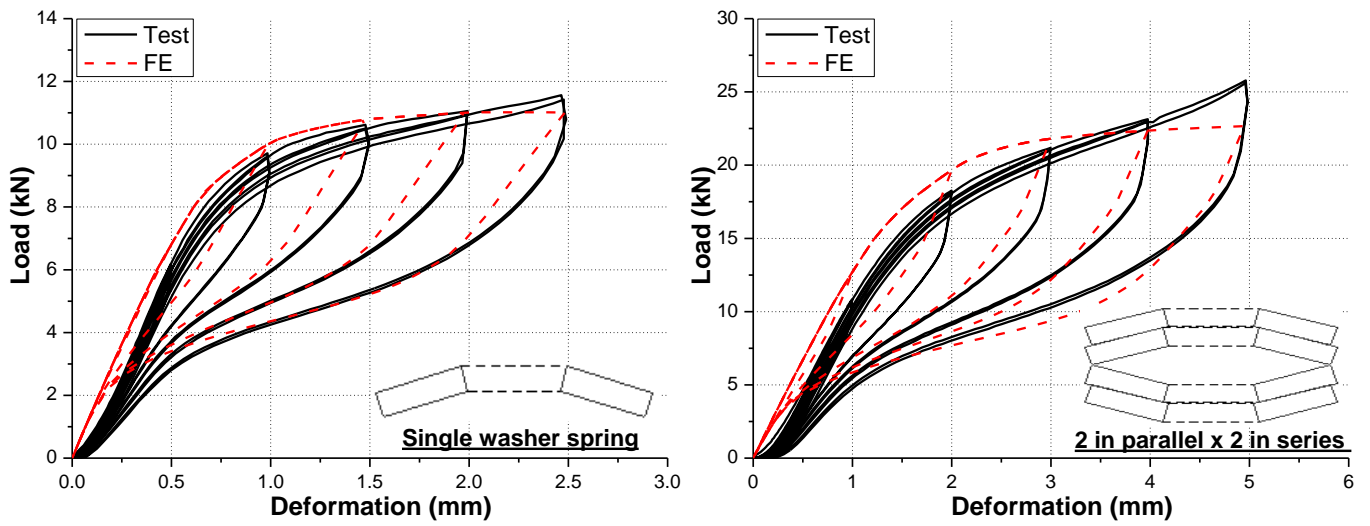 Test
FE
14
12
10
8
6
4
2
0
Load (kN)
0.0 0.5 1.0 1.5 2.0 2.5 3.0
Deformation (mm)
Single washer spring
Test
FE
30
25
20
15
10
5
0
Load (kN)
0 1 2 3 4 5 6
Deformation (mm)
2 in parallel x 2 in series